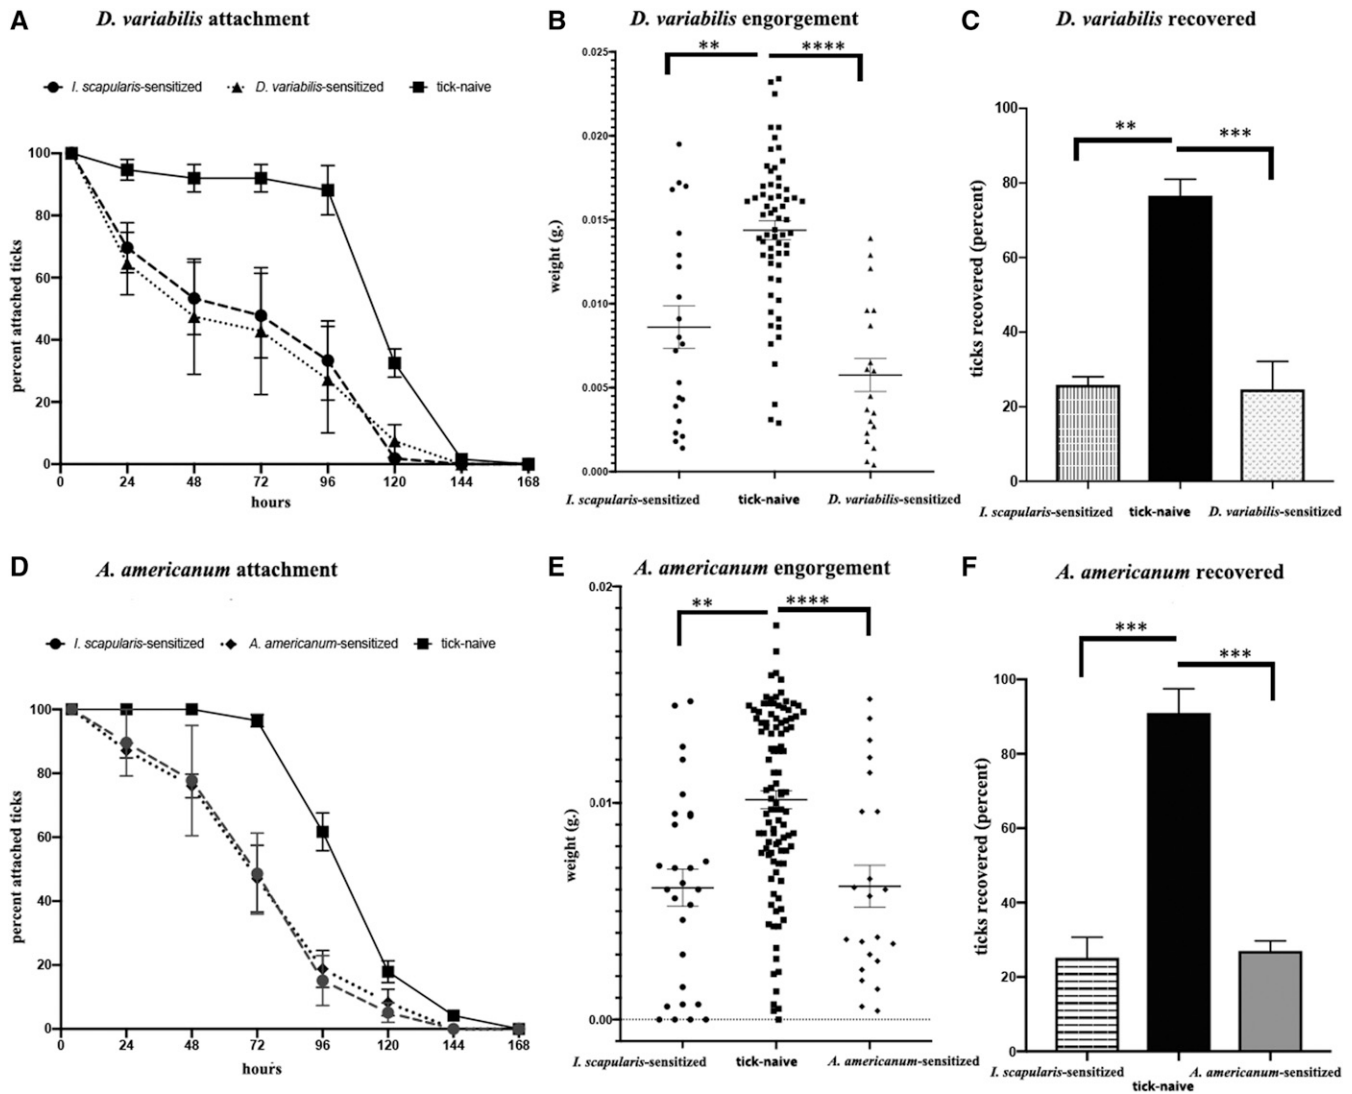 A
D. variabilis attachment
I. scapularis-sensitized
D. variabilis-sensitized
tick-naive
percent attached ticks
100
80
60
40
20
0
0
24
48
72
96
120
144
168
hours
B
D. variabilis engorgement
**
****
weight (g.)
0.025
0.020
0.015
0.010
0.005
0.000
I. scapularis-sensitized
tick-naive
D. variabilis-sensitized
C
D. variabilis recovered
**
***
ticks recovered (percent)
100
80
60
40
20
0
I. scapularis-sensitized
tick-naive
D. variabilis-sensitized
D
A. americanum attachment
I. scapularis-sensitized
A. americanum-sensitized
tick-naive
percent attached ticks
100
80
60
40
20
0
0
24
48
72
96
120
144
168
hours
E
A. americanum engorgement
**
****
weight (g.)
0.02
0.01
0.00
I. scapularis-sensitized
tick-naive
A. americanum-sensitized
F
A. americanum recovered
***
***
ticks recovered (percent)
100
80
60
40
20
0
I. scapularis-sensitized
tick-naive
A. americanum-sensitized